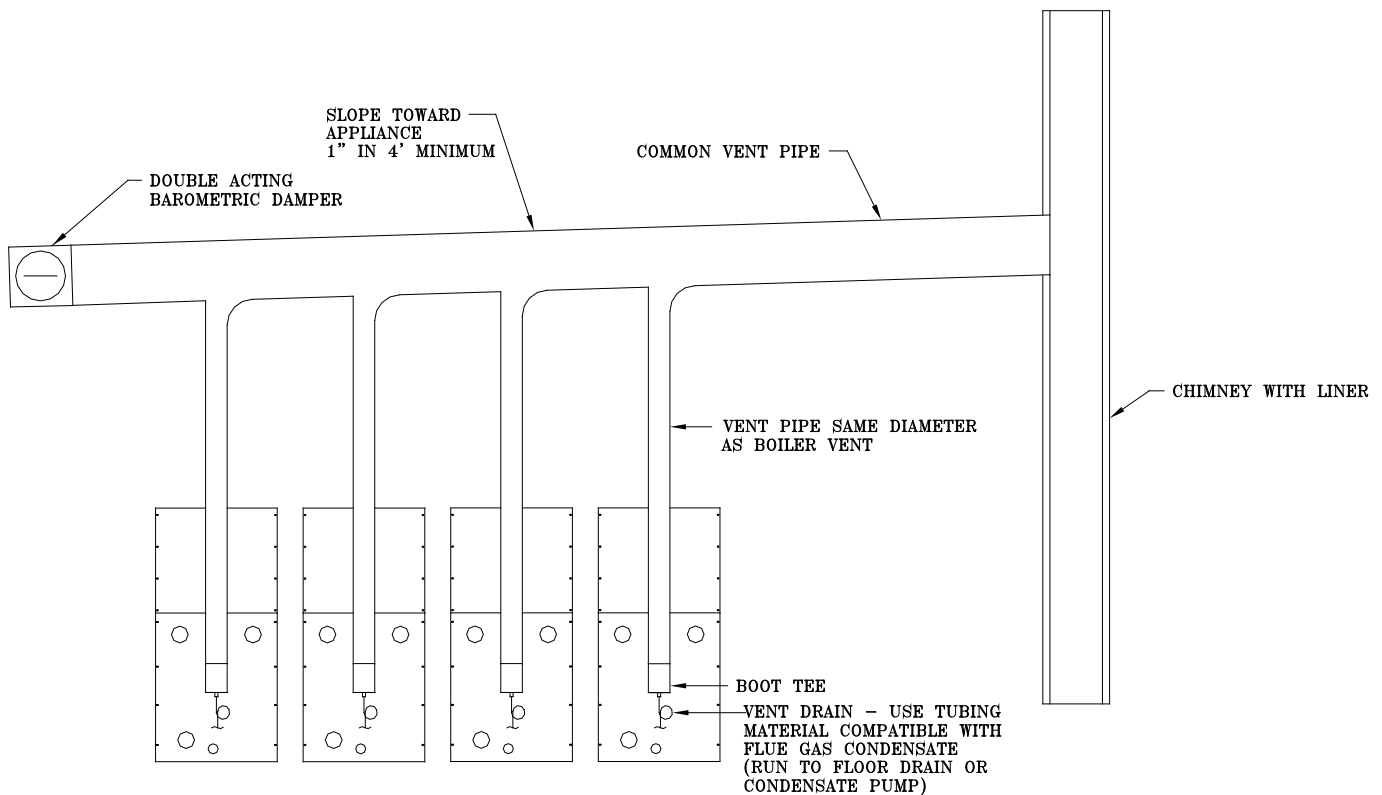 SLOPE TOWARD
APPLIANCE
1” IN 4’ MINIMUM
COMMON VENT PIPE
DOUBLE ACTING
BAROMETRIC DAMPER
CHIMNEY WITH LINER
VENT PIPE SAME DIAMETER
AS BOILER VENT
BOOT TEE
VENT DRAIN – USE TUBING
MATERIAL COMPATIBLE WITH
FLUE GAS CONDENSATE
(RUN TO FLOOR DRAIN OR
CONDENSATE PUMP)